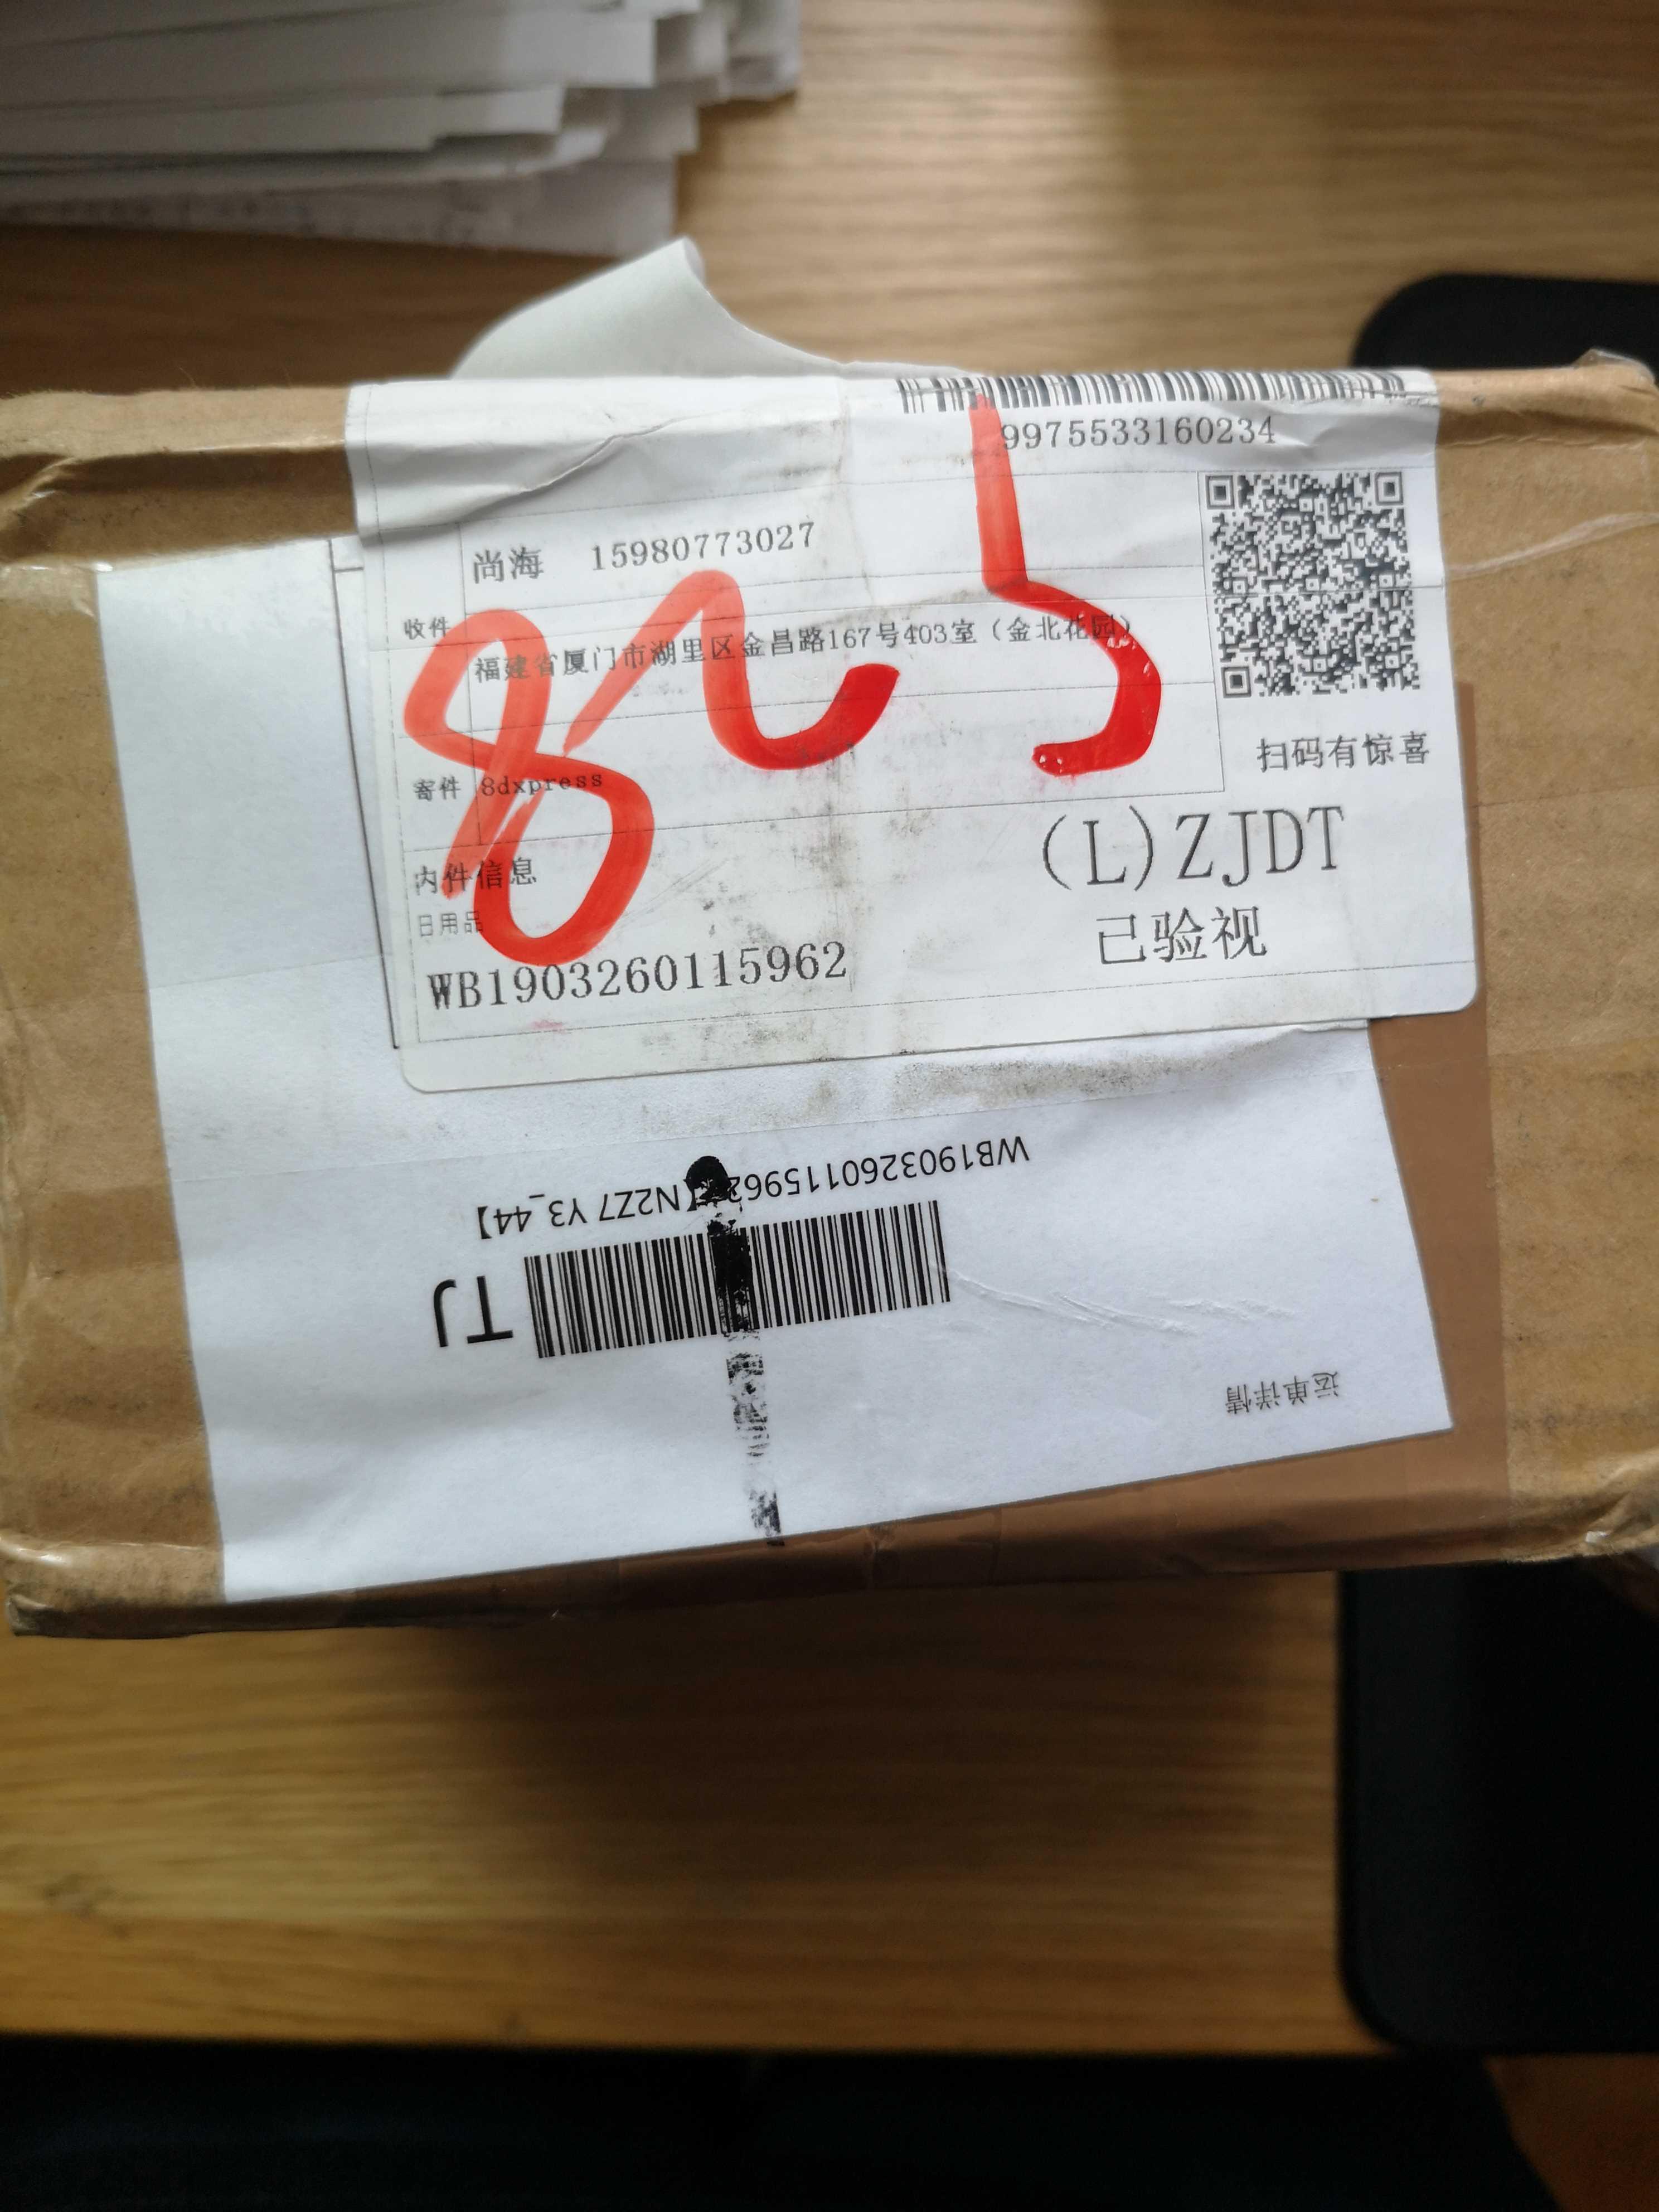 9975533160234
尚海 15980773027
收件
福建省厦门市湖里区金昌路167号403室（金北花园）
扫码有惊喜
寄件 8dxpress
内件信息
日用品
(L)ZJDT
已验视
WB1903260115962
825
WB1903260115962【N2Z7 Y3_44】
TJ
运单详情